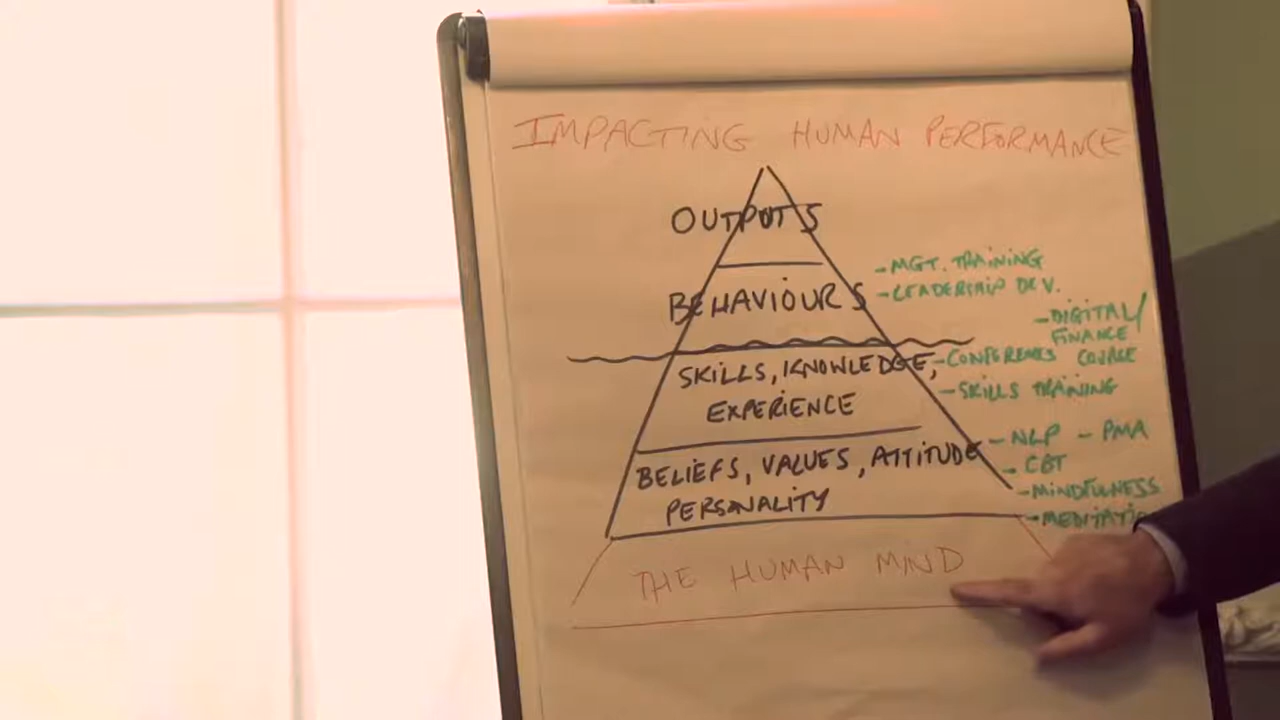 IMPACTING HUMAN PERFORMANCE
OUTPUTS
BEHAVIOURS
- MGT. TRAINING
- LEADERSHIP DEV.
- DIGITAL/
FINANCE
SKILLS, KNOWLEDGE,
EXPERIENCE
- COURSE
- SKILLS TRAINING
BELIEFS, VALUES, ATTITUDE
PERSONALITY
- NLP - PMA
- CBT
- MINDFULNESS
THE HUMAN MIND